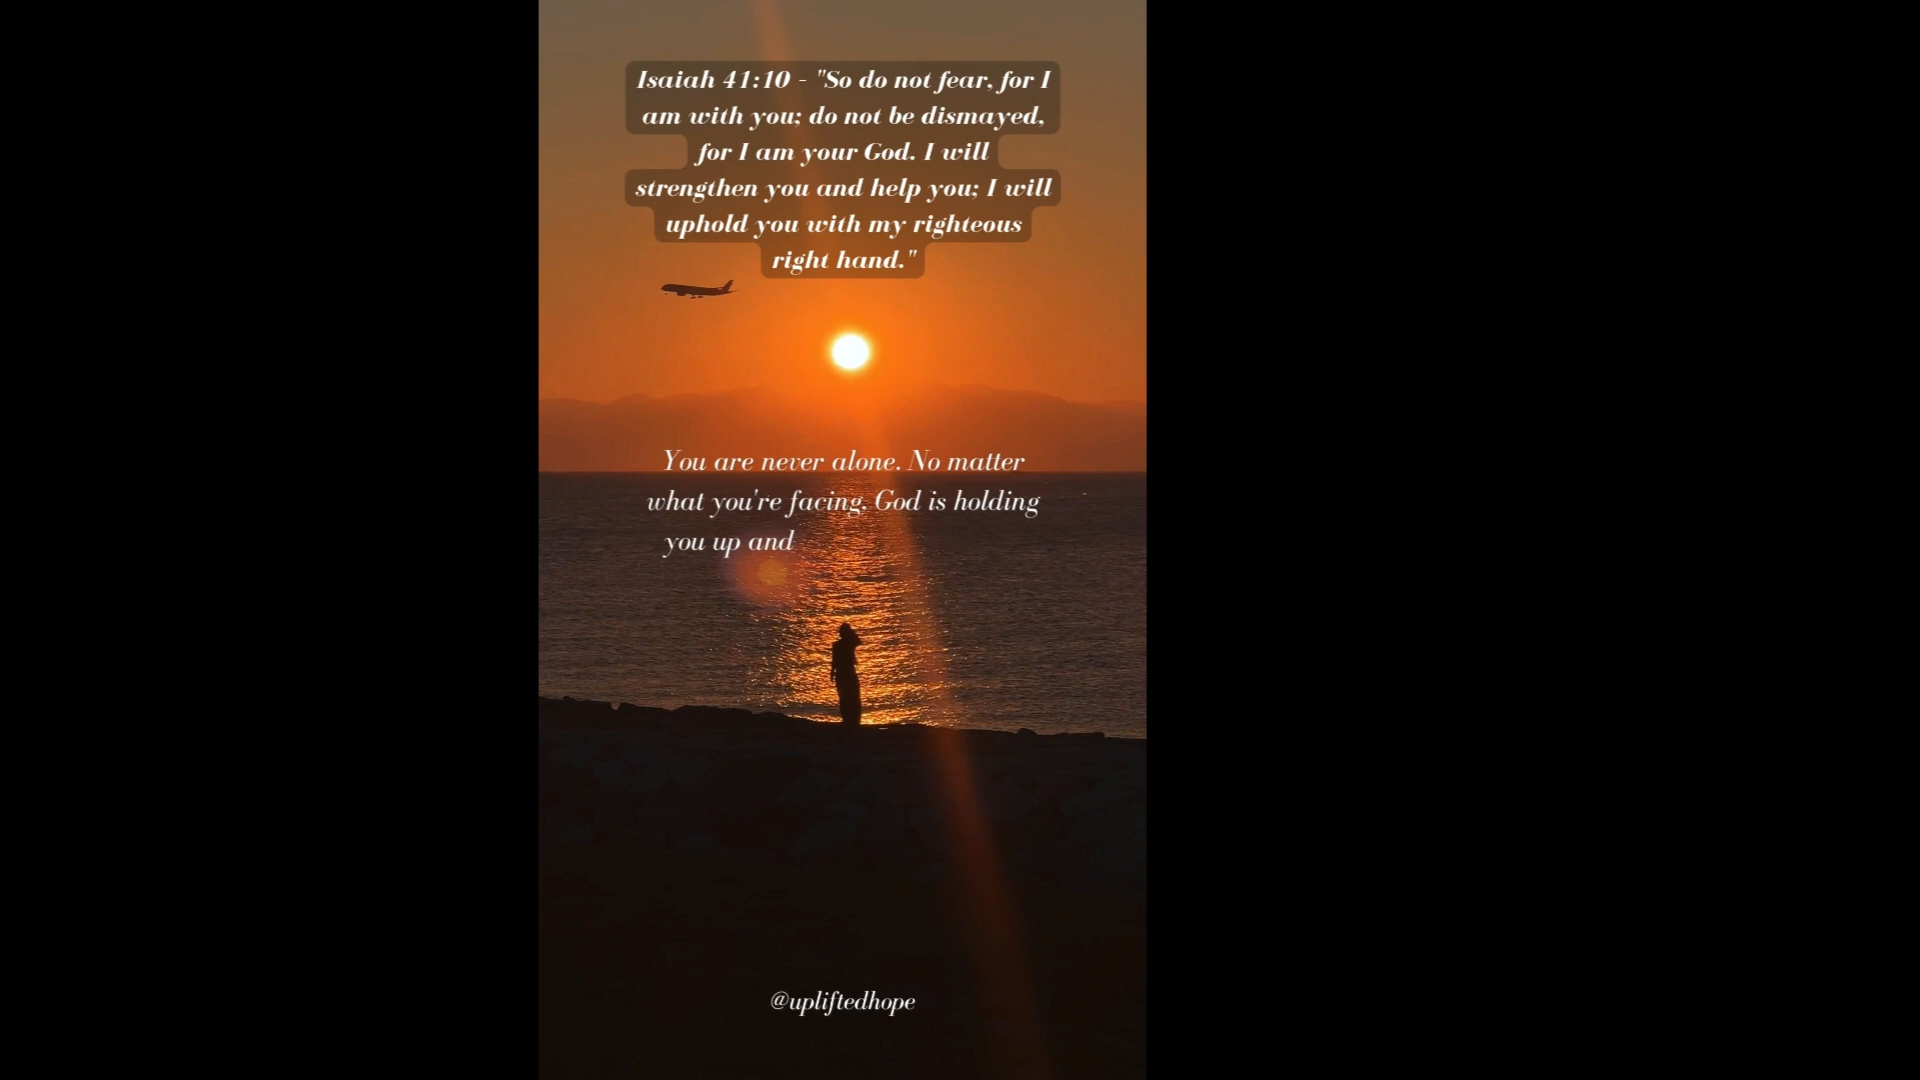 Isaiah 41:10 - "So do not fear, for I
am with you; do not be dismayed,
for I am your God. I will
strengthen you and help you; I will
uphold you with my righteous
right hand."
You are never alone. No matter
what you're facing, God is holding
you up and
@upliftedhope